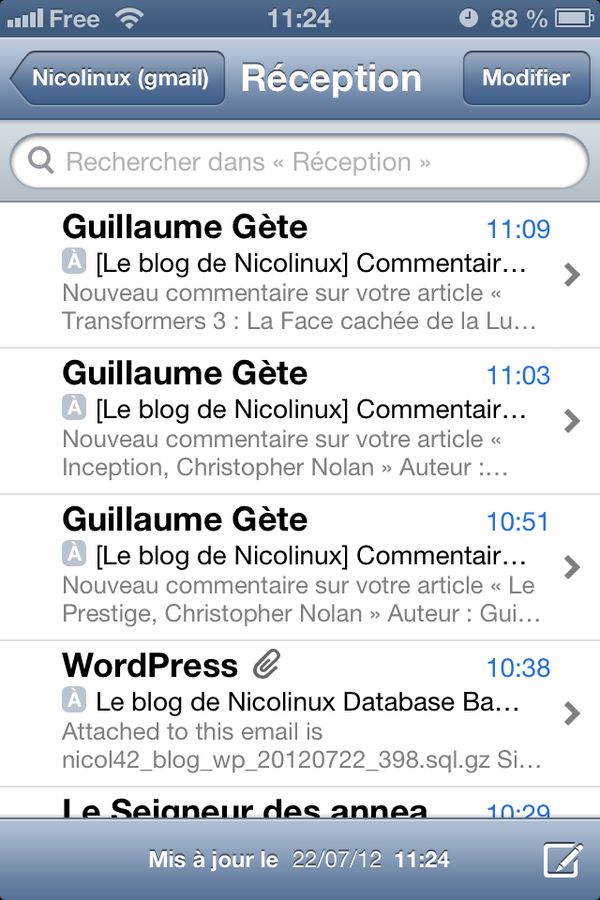 Free 11:24 88 %
Nicolinux (gmail) Réception Modifier
Rechercher dans « Réception »
Guillaume Gète 11:09
À [Le blog de Nicolinux] Commentair…
Nouveau commentaire sur votre article «
Transformers 3 : La Face cachée de la Lu…
Guillaume Gète 11:03
À [Le blog de Nicolinux] Commentair…
Nouveau commentaire sur votre article «
Inception, Christopher Nolan » Auteur :…
Guillaume Gète 10:51
À [Le blog de Nicolinux] Commentair…
Nouveau commentaire sur votre article « Le
Prestige, Christopher Nolan » Auteur : Gui…
WordPress 10:38
À Le blog de Nicolinux Database Ba…
Attached to this email is
nicol42_blog_wp_20120722_398.sql.gz Si…
Le Seigneur des annea 10:29
Mis à jour le 22/07/12 11:24